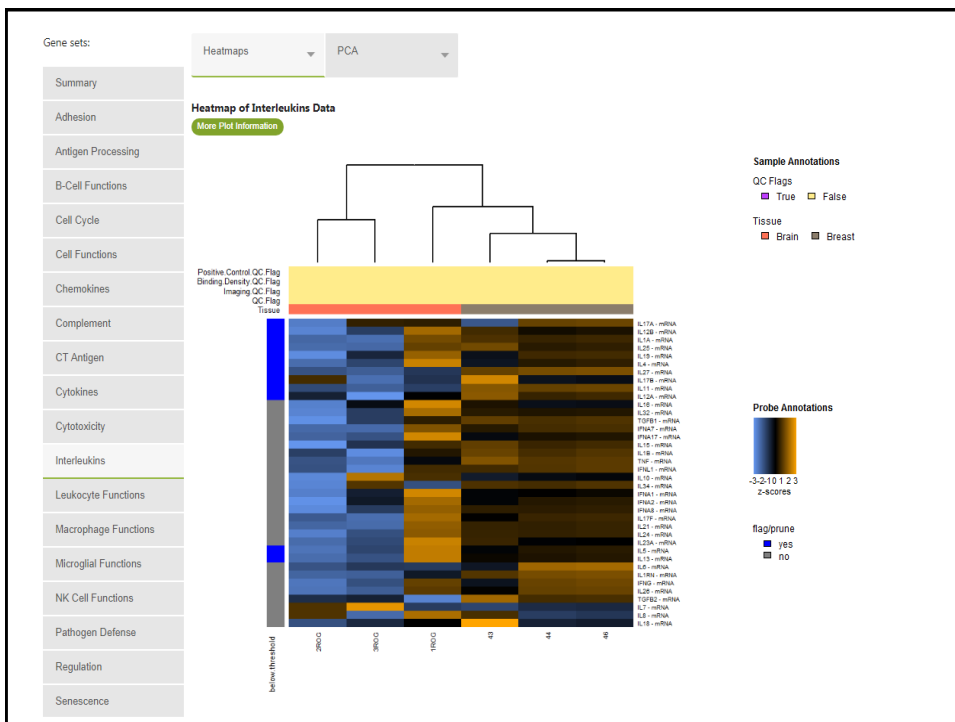 Gene sets:
Heatmaps
PCA
Summary
Adhesion
Antigen Processing
B-Cell Functions
Cell Cycle
Cell Functions
Chemokines
Complement
CT Antigen
Cytokines
Cytotoxicity
Interleukins
Leukocyte Functions
Macrophage Functions
Microglial Functions
NK Cell Functions
Pathogen Defense
Regulation
Senescence
Heatmap of Interleukins Data
More Plot Information
Positive.Control.QC.Flag
Binding.Density.QC.Flag
Imaging.QC.Flag
QC.Flag
Tissue
IL17A - mRNA
IL12B - mRNA
IL1A - mRNA
IL25 - mRNA
IL19 - mRNA
IL4 - mRNA
IL27 - mRNA
IL17B - mRNA
IL11 - mRNA
IL12A - mRNA
IL16 - mRNA
IL32 - mRNA
TGFB1 - mRNA
IFNA7 - mRNA
IFNA17 - mRNA
IL15 - mRNA
IL1B - mRNA
TNF - mRNA
IFNL1 - mRNA
IL10 - mRNA
IL34 - mRNA
IFNA1 - mRNA
IFNA2 - mRNA
IFNA8 - mRNA
IL17F - mRNA
IL21 - mRNA
IL24 - mRNA
IL23A - mRNA
IL5 - mRNA
IL13 - mRNA
IL6 - mRNA
IL1RN - mRNA
IFNG - mRNA
IL26 - mRNA
TGFB2 - mRNA
IL7 - mRNA
IL8 - mRNA
IL18 - mRNA
below.threshold
2ROG
3ROG
1ROG
43
44
46
Sample Annotations
QC Flags
True False
Tissue
Brain Breast
Probe Annotations
-3-2-10 1 2 3
z-scores
flag/prune
yes
no